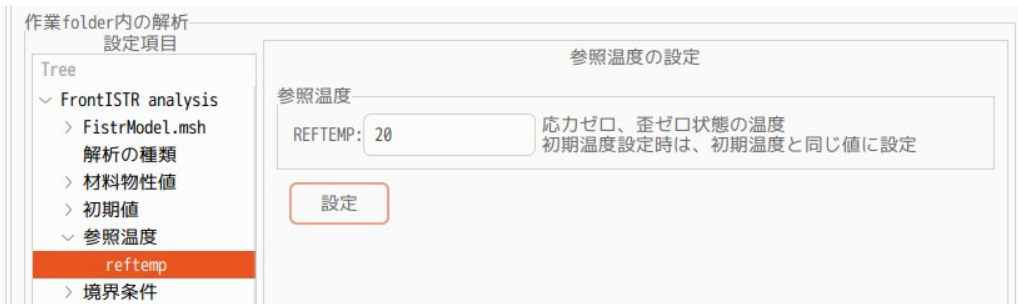 作業folder内の解析
設定項目
Tree
FrontISTR analysis
FistrModel.msh
解析の種類
材料物性値
初期値
参照温度
reftemp
境界条件
参照温度の設定
参照温度
REFTEMP: 20
応力ゼロ、歪ゼロ状態の温度
初期温度設定時は、初期温度と同じ値に設定
設定